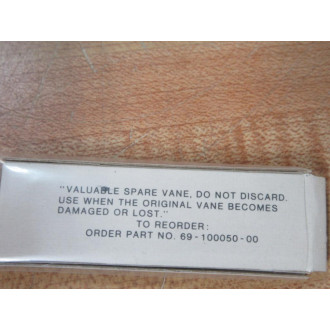 "VALUABLE SPARE VANE, DO NOT DISCARD.
USE WHEN THE ORIGINAL VANE BECOMES
DAMAGED OR LOST."
TO REORDER:
ORDER PART NO. 69-100050-00